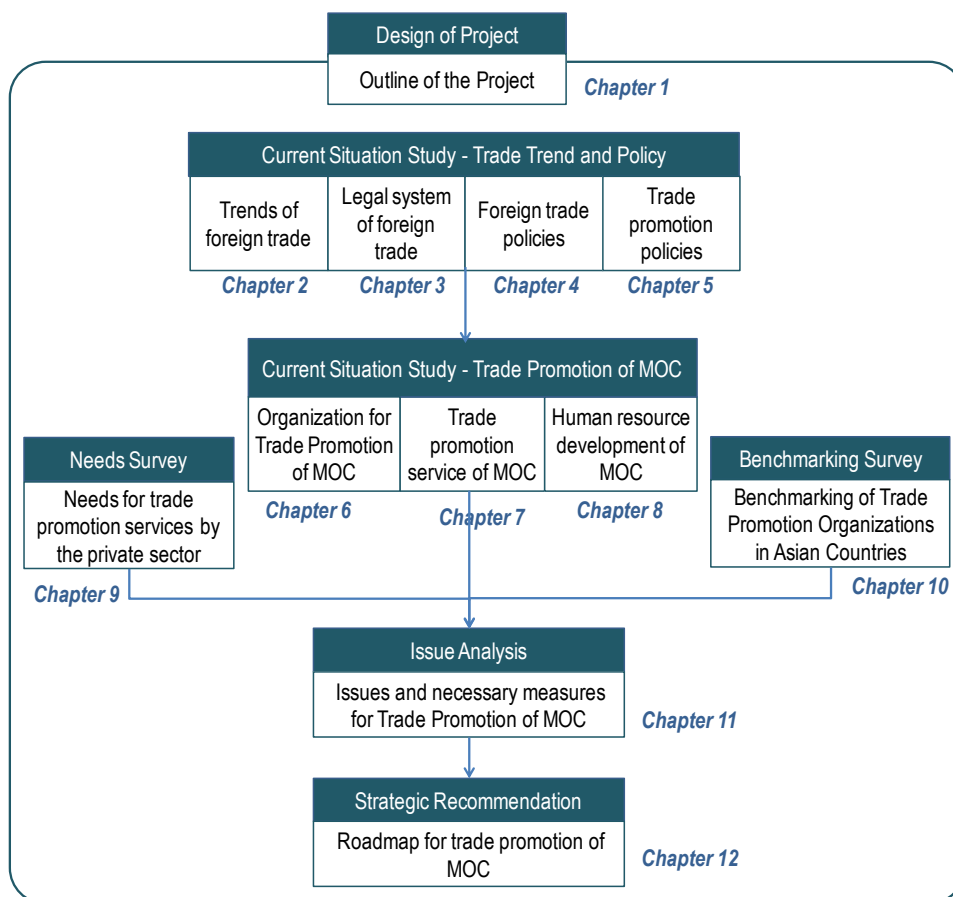 Design of Project
Outline of the Project
Chapter 1
Current Situation Study - Trade Trend and Policy
Trends of
foreign trade
Legal system
of foreign
trade
Foreign trade
policies
Trade
promotion
policies
Chapter 2
Chapter 3
Chapter 4
Chapter 5
Current Situation Study - Trade Promotion of MOC
Organization for
Trade Promotion
of MOC
Trade
promotion
service of MOC
Human resource
development of
MOC
Chapter 6
Chapter 7
Chapter 8
Needs Survey
Needs for trade
promotion services by
the private sector
Chapter 9
Benchmarking Survey
Benchmarking of Trade
Promotion Organizations
in Asian Countries
Chapter 10
Issue Analysis
Issues and necessary measures
for Trade Promotion of MOC
Chapter 11
Strategic Recommendation
Roadmap for trade promotion of
MOC
Chapter 12